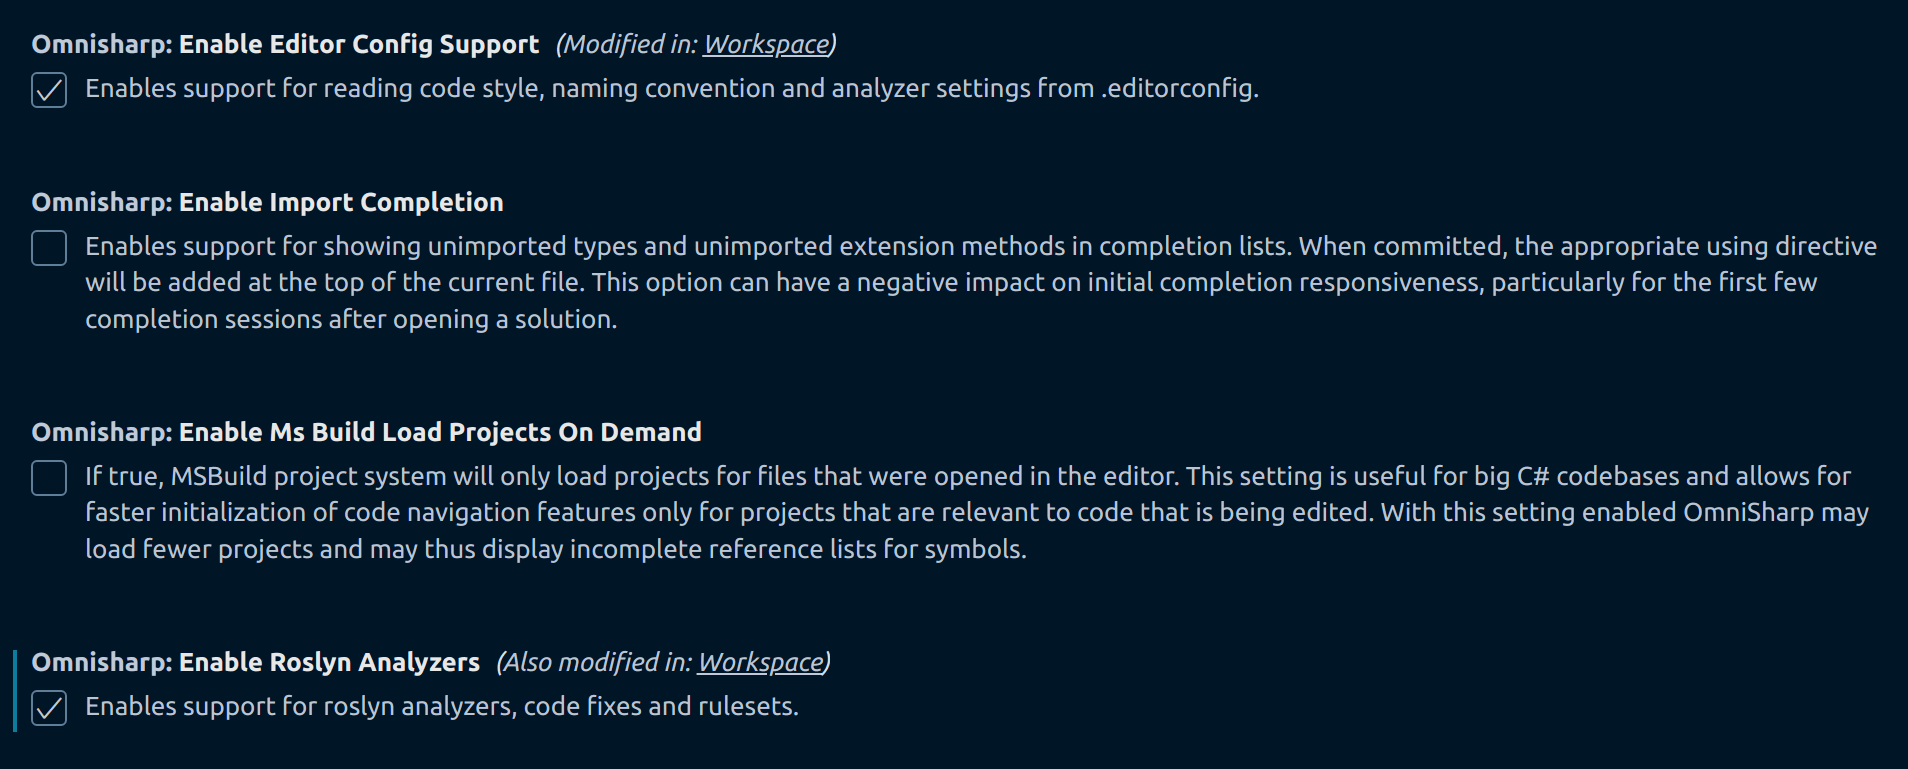 Omnisharp: Enable Editor Config Support (Modified in: Workspace)
Enables support for reading code style, naming convention and analyzer settings from .editorconfig.
Omnisharp: Enable Import Completion
Enables support for showing unimported types and unimported extension methods in completion lists. When committed, the appropriate using directive
will be added at the top of the current file. This option can have a negative impact on initial completion responsiveness, particularly for the first few
completion sessions after opening a solution.
Omnisharp: Enable Ms Build Load Projects On Demand
If true, MSBuild project system will only load projects for files that were opened in the editor. This setting is useful for big C# codebases and allows for
faster initialization of code navigation features only for projects that are relevant to code that is being edited. With this setting enabled OmniSharp may
load fewer projects and may thus display incomplete reference lists for symbols.
Omnisharp: Enable Roslyn Analyzers (Also modified in: Workspace)
Enables support for roslyn analyzers, code fixes and rulesets.